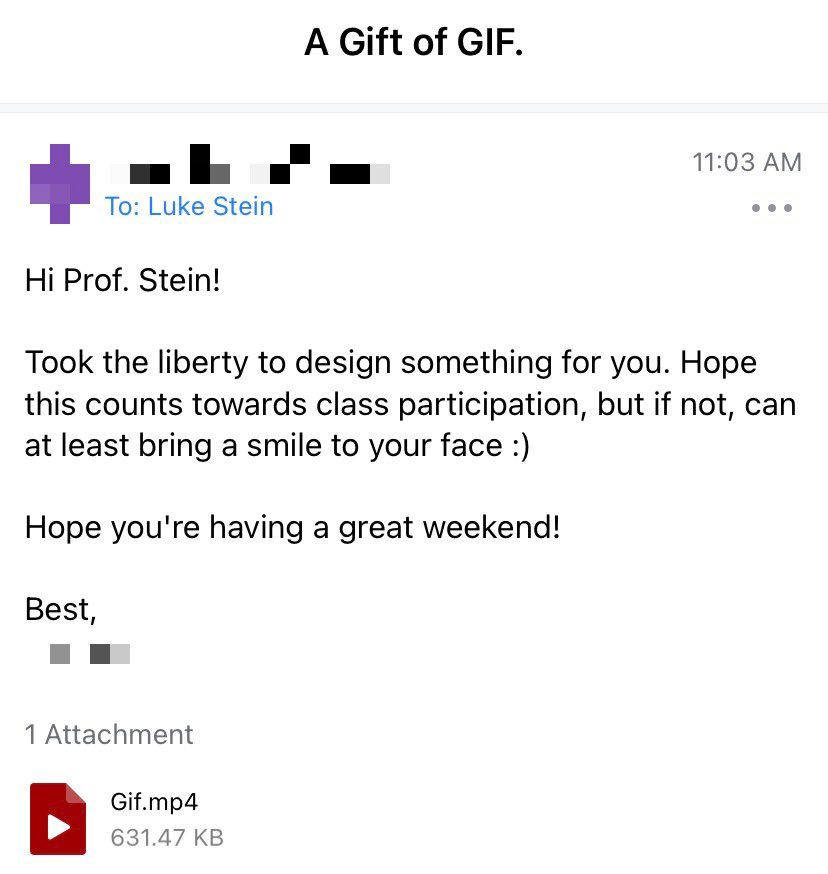 A Gift of GIF.
11:03 AM
To: Luke Stein
Hi Prof. Stein!
Took the liberty to design something for you. Hope
this counts towards class participation, but if not, can
at least bring a smile to your face :)
Hope you're having a great weekend!
Best,
1 Attachment
Gif.mp4
631.47 KB